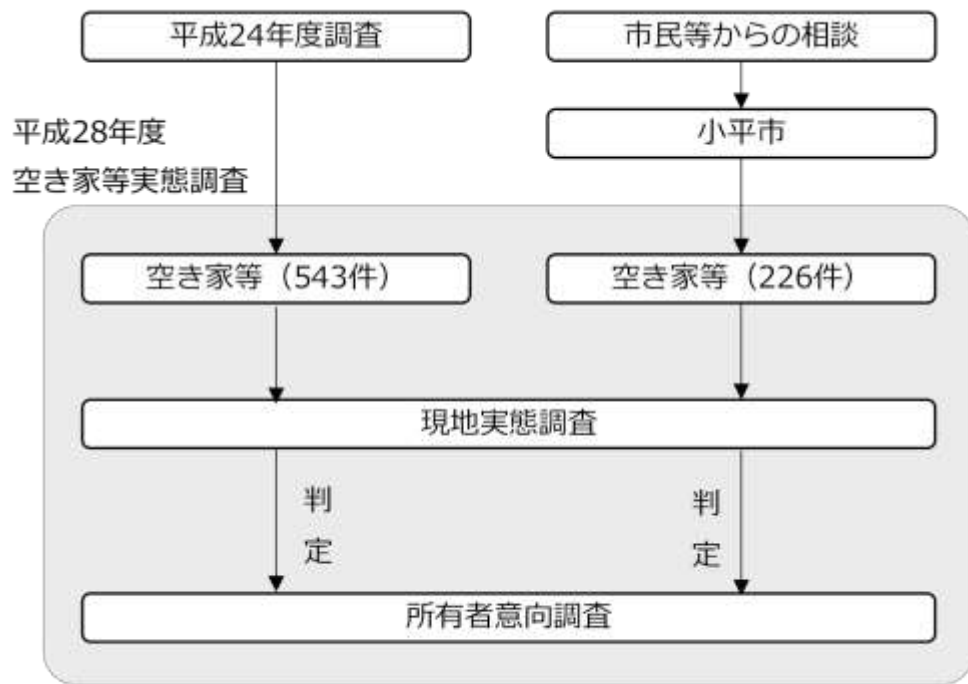 平成24年度調査
市民等からの相談
小平市
平成28年度
空き家等実態調査
空き家等（543件）
空き家等（226件）
現地実態調査
判定
判定
所有者意向調査